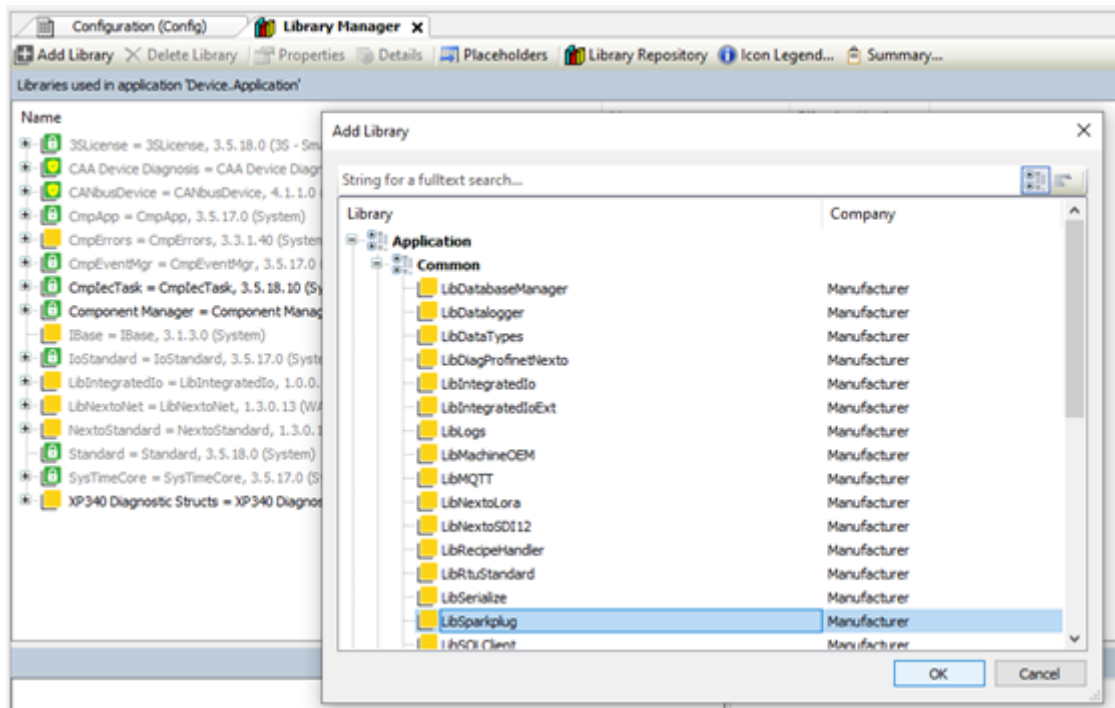 Configuration (Config)
Library Manager
Add Library Delete Library Properties Details Placeholders Library Repository Icon Legend... Summary...
Libraries used in application 'Device.Application'
Name
3SLicense = 3SLicense, 3.5.18.0 (3S - Sm
CAA Device Diagnosis = CAA Device Diagn
CANbusDevice = CANbusDevice, 4.1.1.0
CmpApp = CmpApp, 3.5.17.0 (System)
CmpErrors = CmpErrors, 3.3.1.40 (System
CmpEventMgr = CmpEventMgr, 3.5.17.0
CmpIecTask = CmpIecTask, 3.5.18.10 (Sy
Component Manager = Component Manag
IBase = IBase, 3.1.3.0 (System)
IoStandard = IoStandard, 3.5.17.0 (Syste
LibIntegratedIo = LibIntegratedIo, 1.0.0.
LibNextoNet = LibNextoNet, 1.3.0.13 (WA
NextoStandard = NextoStandard, 1.3.0.1
Standard = Standard, 3.5.18.0 (System)
SysTimeCore = SysTimeCore, 3.5.17.0 (S
XP340 Diagnostic Structs = XP340 Diagnos
Add Library
String for a fulltext search...
Library Company
Application
Common
LibDatabaseManager Manufacturer
LibDatalogger Manufacturer
LibDataTypes Manufacturer
LibDiagProfinetNexto Manufacturer
LibIntegratedIo Manufacturer
LibIntegratedIoExt Manufacturer
LibLogs Manufacturer
LibMachineOEM Manufacturer
LibMQTT Manufacturer
LibNextoLora Manufacturer
LibNextoSDI12 Manufacturer
LibRecipeHandler Manufacturer
LibRtuStandard Manufacturer
LibSerialize Manufacturer
LibSparkplug Manufacturer
LibSQLClient Manufacturer
OK Cancel